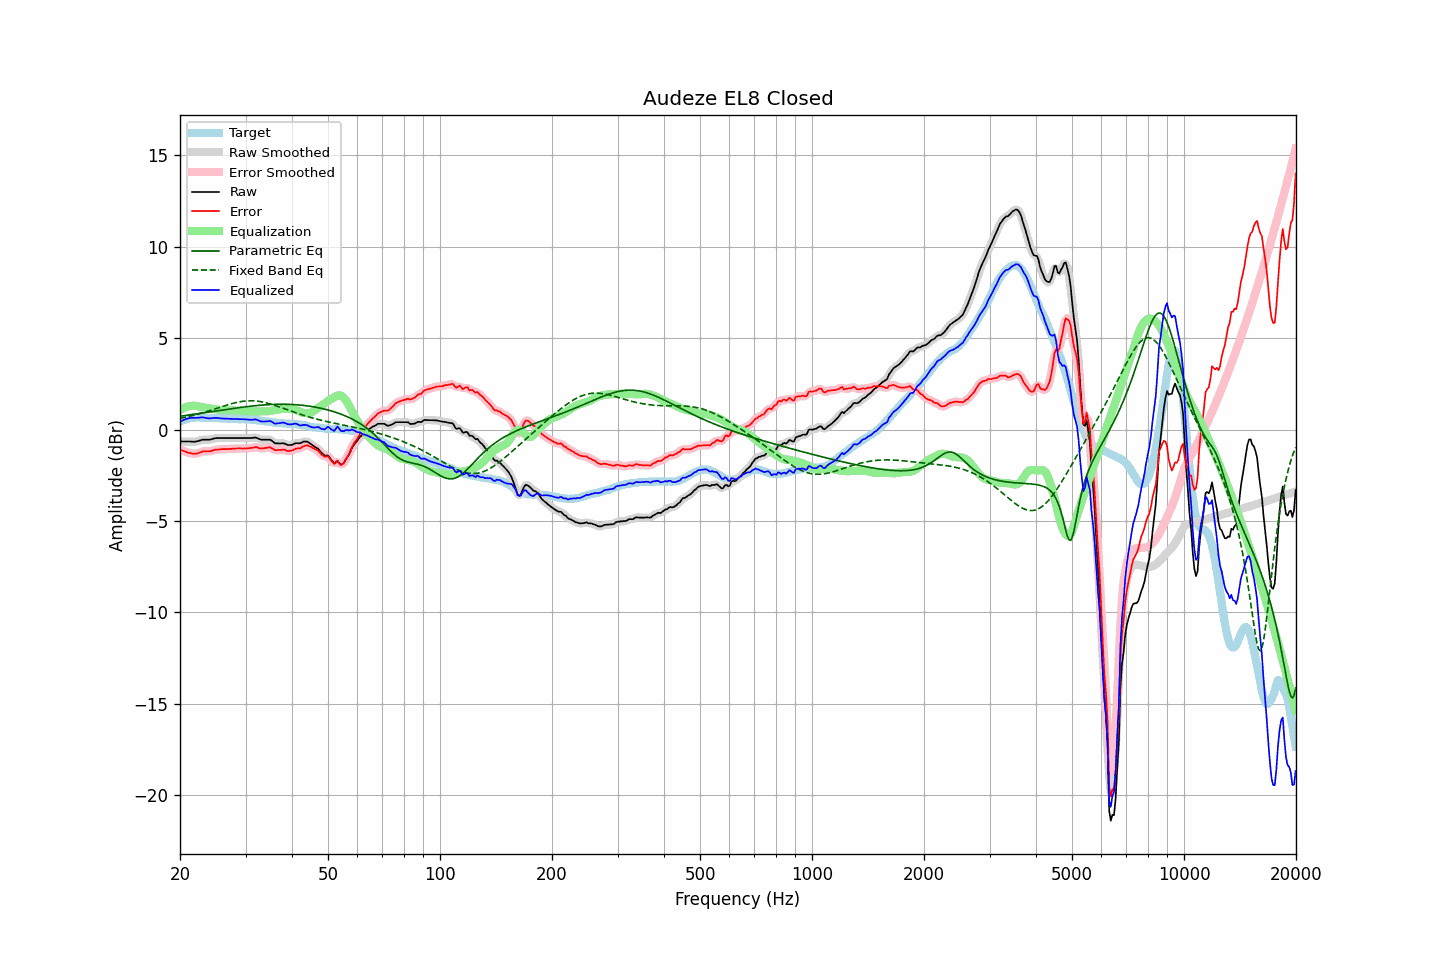 Audeze EL8 Closed
Target
Raw Smoothed
Error Smoothed
Raw
Error
Equalization
Parametric Eq
Fixed Band Eq
Equalized
15
10
5
0
−5
−10
−15
−20
Amplitude (dBr)
20 50 100 200 500 1000 2000 5000 10000 20000
Frequency (Hz)